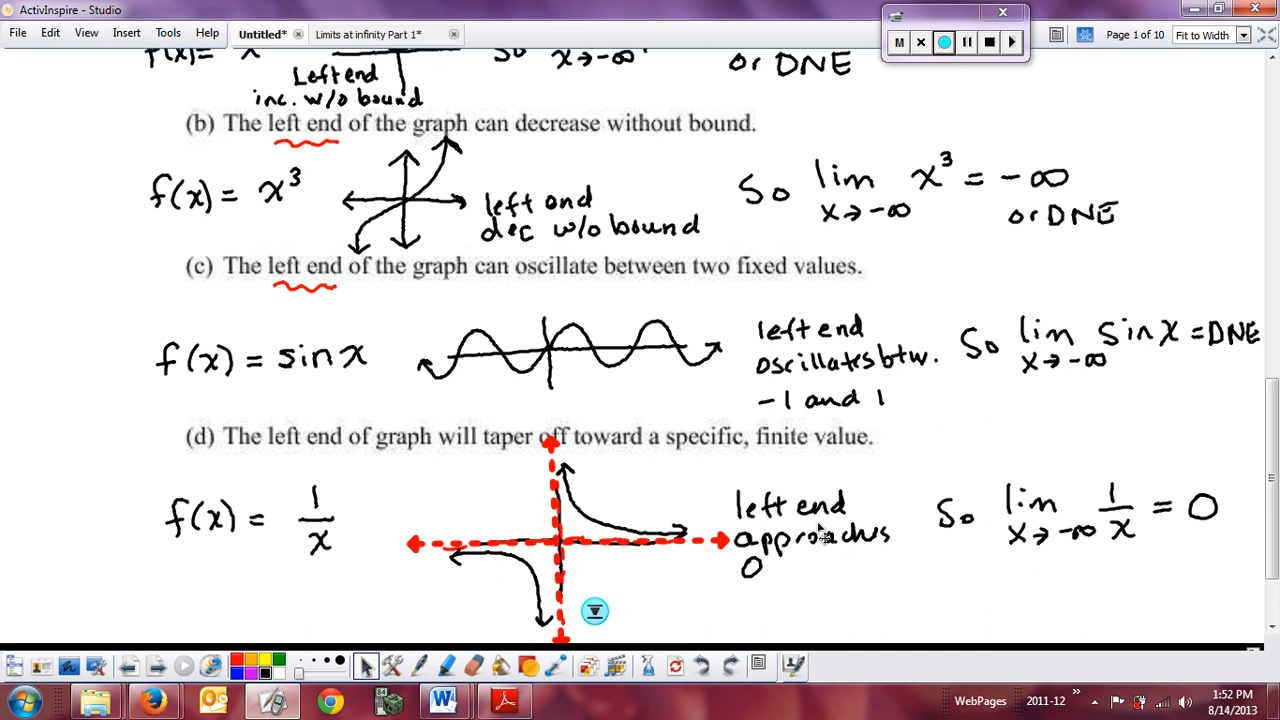 ActivInspire - Studio
File Edit View Insert Tools Help Untitled* Limits at infinity Part 1* Page 1 of 10 Fit to Width
M
f(x) = x
Left end
inc. w/o bound
So x→-∞
or DNE
(b) The left end of the graph can decrease without bound.
f(x) = x³
left end
dec w/o bound
So lim x³ = -∞
x→-∞
or DNE
(c) The left end of the graph can oscillate between two fixed values.
f(x) = sin x
left end
oscillates btw.
-1 and 1
So lim sin x = DNE
x→-∞
(d) The left end of graph will taper off toward a specific, finite value.
f(x) = 1/x
left end
approaches
0
So lim 1/x = 0
x→-∞
WebPages 2011-12 1:52 PM
8/14/2013